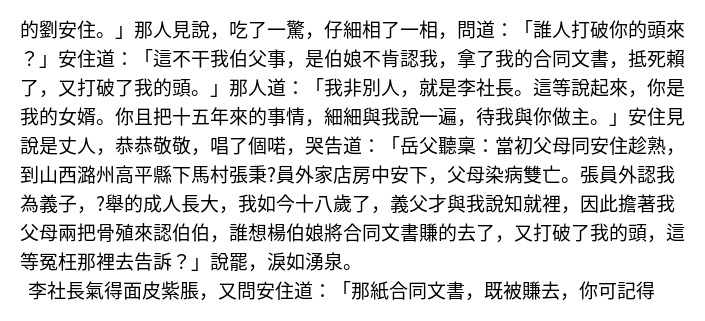 的劉安住。」那人見說，吃了一驚，仔細相了一相，問道：「誰人打破你的頭來
？」安住道：「這不干我伯父事，是伯娘不肯認我，拿了我的合同文書，抵死賴
了，又打破了我的頭。」那人道：「我非別人，就是李社長。這等說起來，你是
我的女婿。你且把十五年來的事情，細細與我說一遍，待我與你做主。」安住見
說是丈人，恭恭敬敬，唱了個喏，哭告道：「岳父聽稟：當初父母同安住趁熟，
到山西潞州高平縣下馬村張秉?員外家店房中安下，父母染病雙亡。張員外認我
為義子，?舉的成人長大，我如今十八歲了，義父才與我說知就裡，因此擔著我
父母兩把骨殖來認伯伯，誰想楊伯娘將合同文書賺的去了，又打破了我的頭，這
等冤枉那裡去告訴？」說罷，淚如湧泉。
李社長氣得面皮紫脹，又問安住道：「那紙合同文書，既被賺去，你可記得